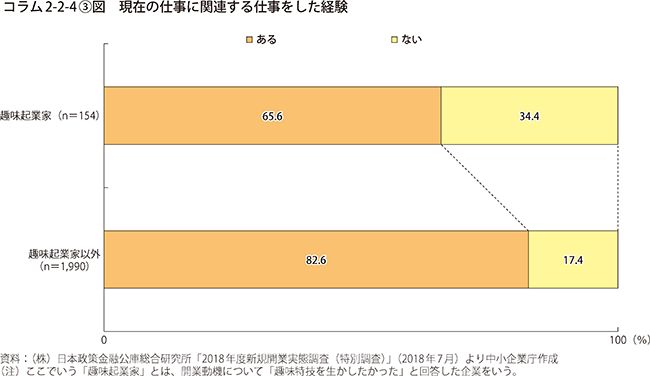 コラム2-2-4③図　現在の仕事に関連する仕事をした経験
ある　ない
趣味起業家（n＝154）　65.6　34.4
趣味起業家以外
（n＝1,990）　82.6　17.4
0　100（%）
資料：（株）日本政策金融公庫総合研究所「2018年度新規開業実態調査（特別調査）」（2018年7月）より中小企業庁作成
（注）ここでいう「趣味起業家」とは、開業動機について「趣味特技を生かしたかった」と回答した企業をいう。